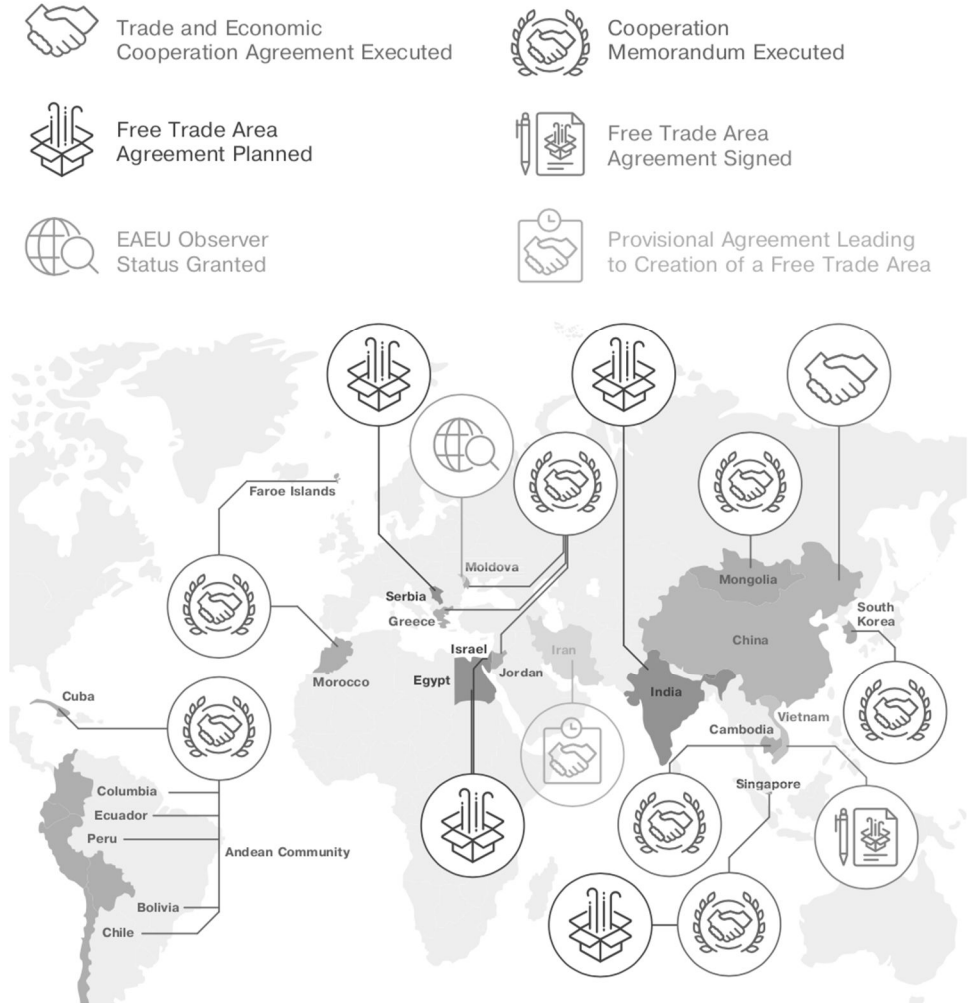 Trade and Economic
Cooperation Agreement Executed
Cooperation
Memorandum Executed
Free Trade Area
Agreement Planned
Free Trade Area
Agreement Signed
EAEU Observer
Status Granted
Provisional Agreement Leading
to Creation of a Free Trade Area
Faroe Islands
Moldova
Serbia
Greece
Mongolia
South
Korea
China
Israel
Iran
Jordan
Egypt
Morocco
India
Cuba
Vietnam
Cambodia
Singapore
Columbia
Ecuador
Peru
Andean Community
Bolivia
Chile